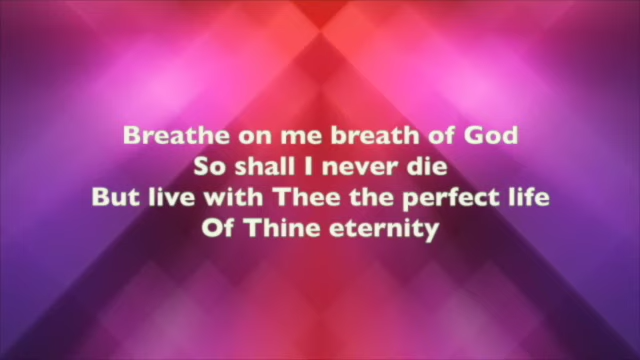 Breathe on me breath of God
So shall I never die
But live with Thee the perfect life
Of Thine eternity